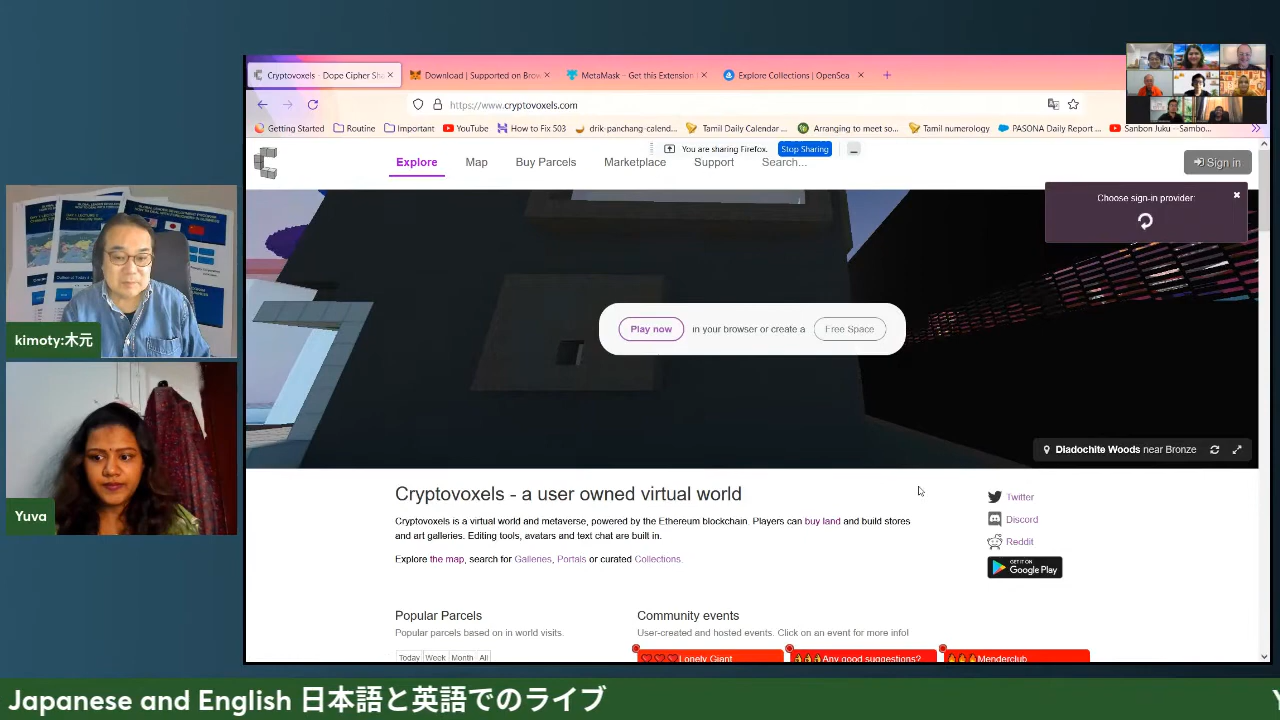 Cryptovoxels - Dope Cipher Sh
Download | Supported on Brow
MetaMask – Get this Extension
Explore Collections | OpenSea
https://www.cryptovoxels.com
Getting Started
Routine
Important
YouTube
How to Fix 503
drik-panchang-calend...
Tamil Daily Calendar ...
Arranging to meet so...
Tamil numerology
PASONA Daily Report ...
Sanbon Juku – Sambo...
You are sharing Firefox.
Stop Sharing
Explore
Map
Buy Parcels
Marketplace
Support
Search...
Sign in
Choose sign-in provider:
Play now
in your browser or create a
Free Space
Diadochite Woods near Bronze
kimoty:木元
Yuva
Cryptovoxels - a user owned virtual world
Cryptovoxels is a virtual world and metaverse, powered by the Ethereum blockchain. Players can buy land and build stores
and art galleries. Editing tools, avatars and text chat are built in.
Explore the map, search for Galleries, Portals or curated Collections.
Twitter
Discord
Reddit
GET IT ON
Google Play
Popular Parcels
Popular parcels based on in world visits.
Today
Week
Month
All
Community events
User-created and hosted events. Click on an event for more info!
Lonely Giant
Any good suggestions?
Menderclub
Japanese and English 日本語と英語でのライブ